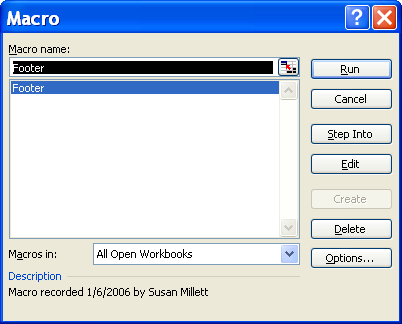 Macro
Macro name:
Footer
Footer
Run
Cancel
Step Into
Edit
Create
Delete
Options...
Macros in:
All Open Workbooks
Description
Macro recorded 1/6/2006 by Susan Millett